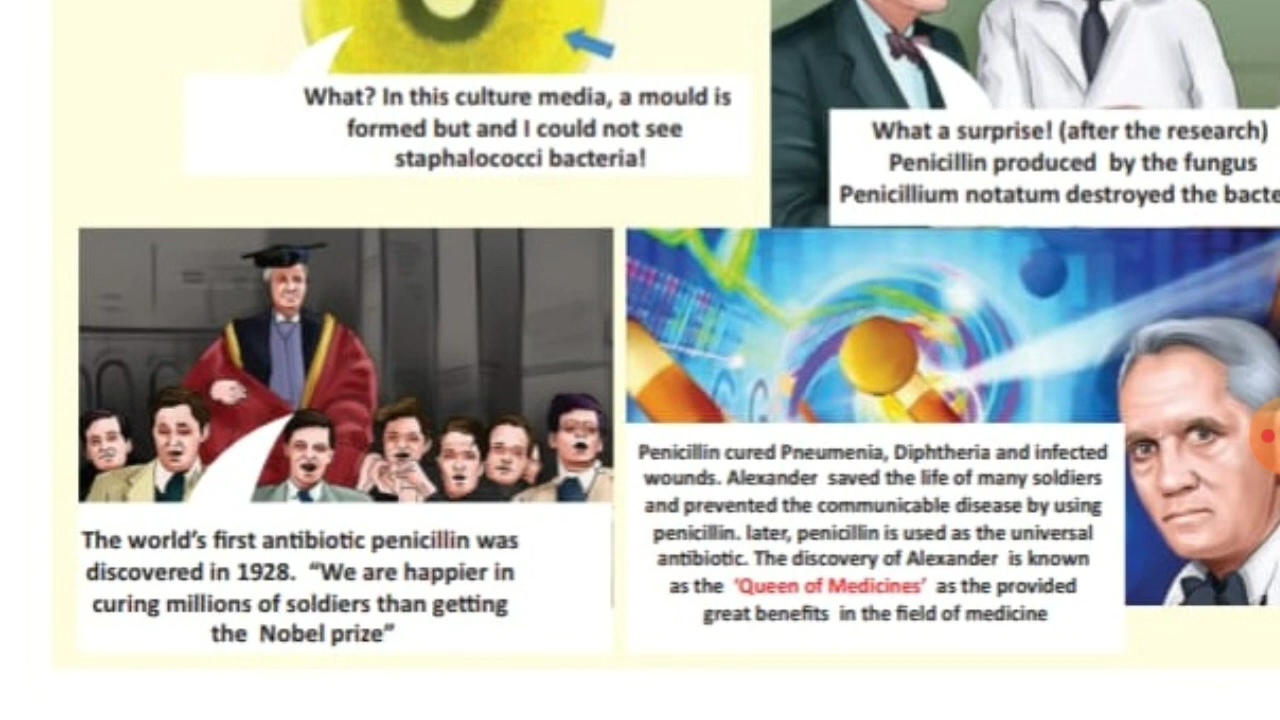 What? In this culture media, a mould is
formed but and I could not see
staphalococci bacteria!
What a surprise! (after the research)
Penicillin produced by the fungus
Penicillium notatum destroyed the
The world's first antibiotic penicillin was
discovered in 1928. "We are happier in
curing millions of soldiers than getting
the Nobel prize"
Penicillin cured Pneumenia, Diphtheria and infected
wounds. Alexander saved the life of many soldiers
and prevented the communicable disease by using
penicillin. later, penicillin is used as the universal
antibiotic. The discovery of Alexander is known
as the 'Queen of Medicines' as the provided
great benefits in the field of medicine